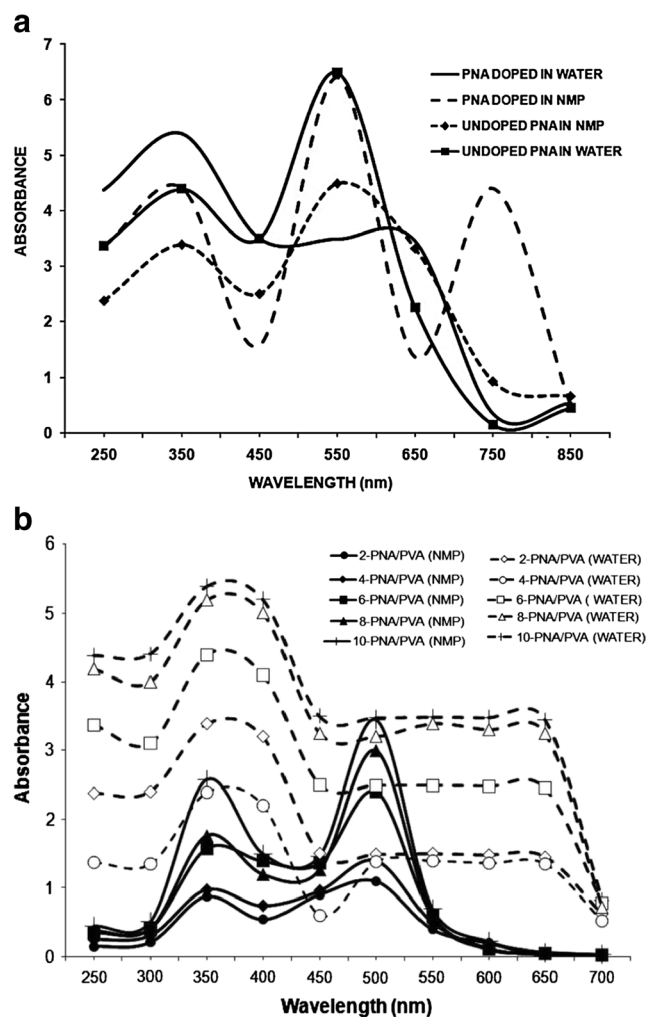 a
7
6
5
4
3
2
1
0
ABSORBANCE
PNA DOPED IN WATER
PNA DOPED IN NMP
UNDOPED PNA IN NMP
UNDOPED PNA IN WATER
250 350 450 550 650 750 850
WAVELENGTH (nm)
b
6
5
4
3
2
1
0
Absorbance
2-PNA/PVA (NMP)
4-PNA/PVA (NMP)
6-PNA/PVA (NMP)
8-PNA/PVA (NMP)
10-PNA/PVA (NMP)
2-PNA/PVA (WATER)
4-PNA/PVA (WATER)
6-PNA/PVA ( WATER)
8-PNA/PVA (WATER)
10-PNA/PVA (WATER)
250 300 350 400 450 500 550 600 650 700
Wavelength (nm)